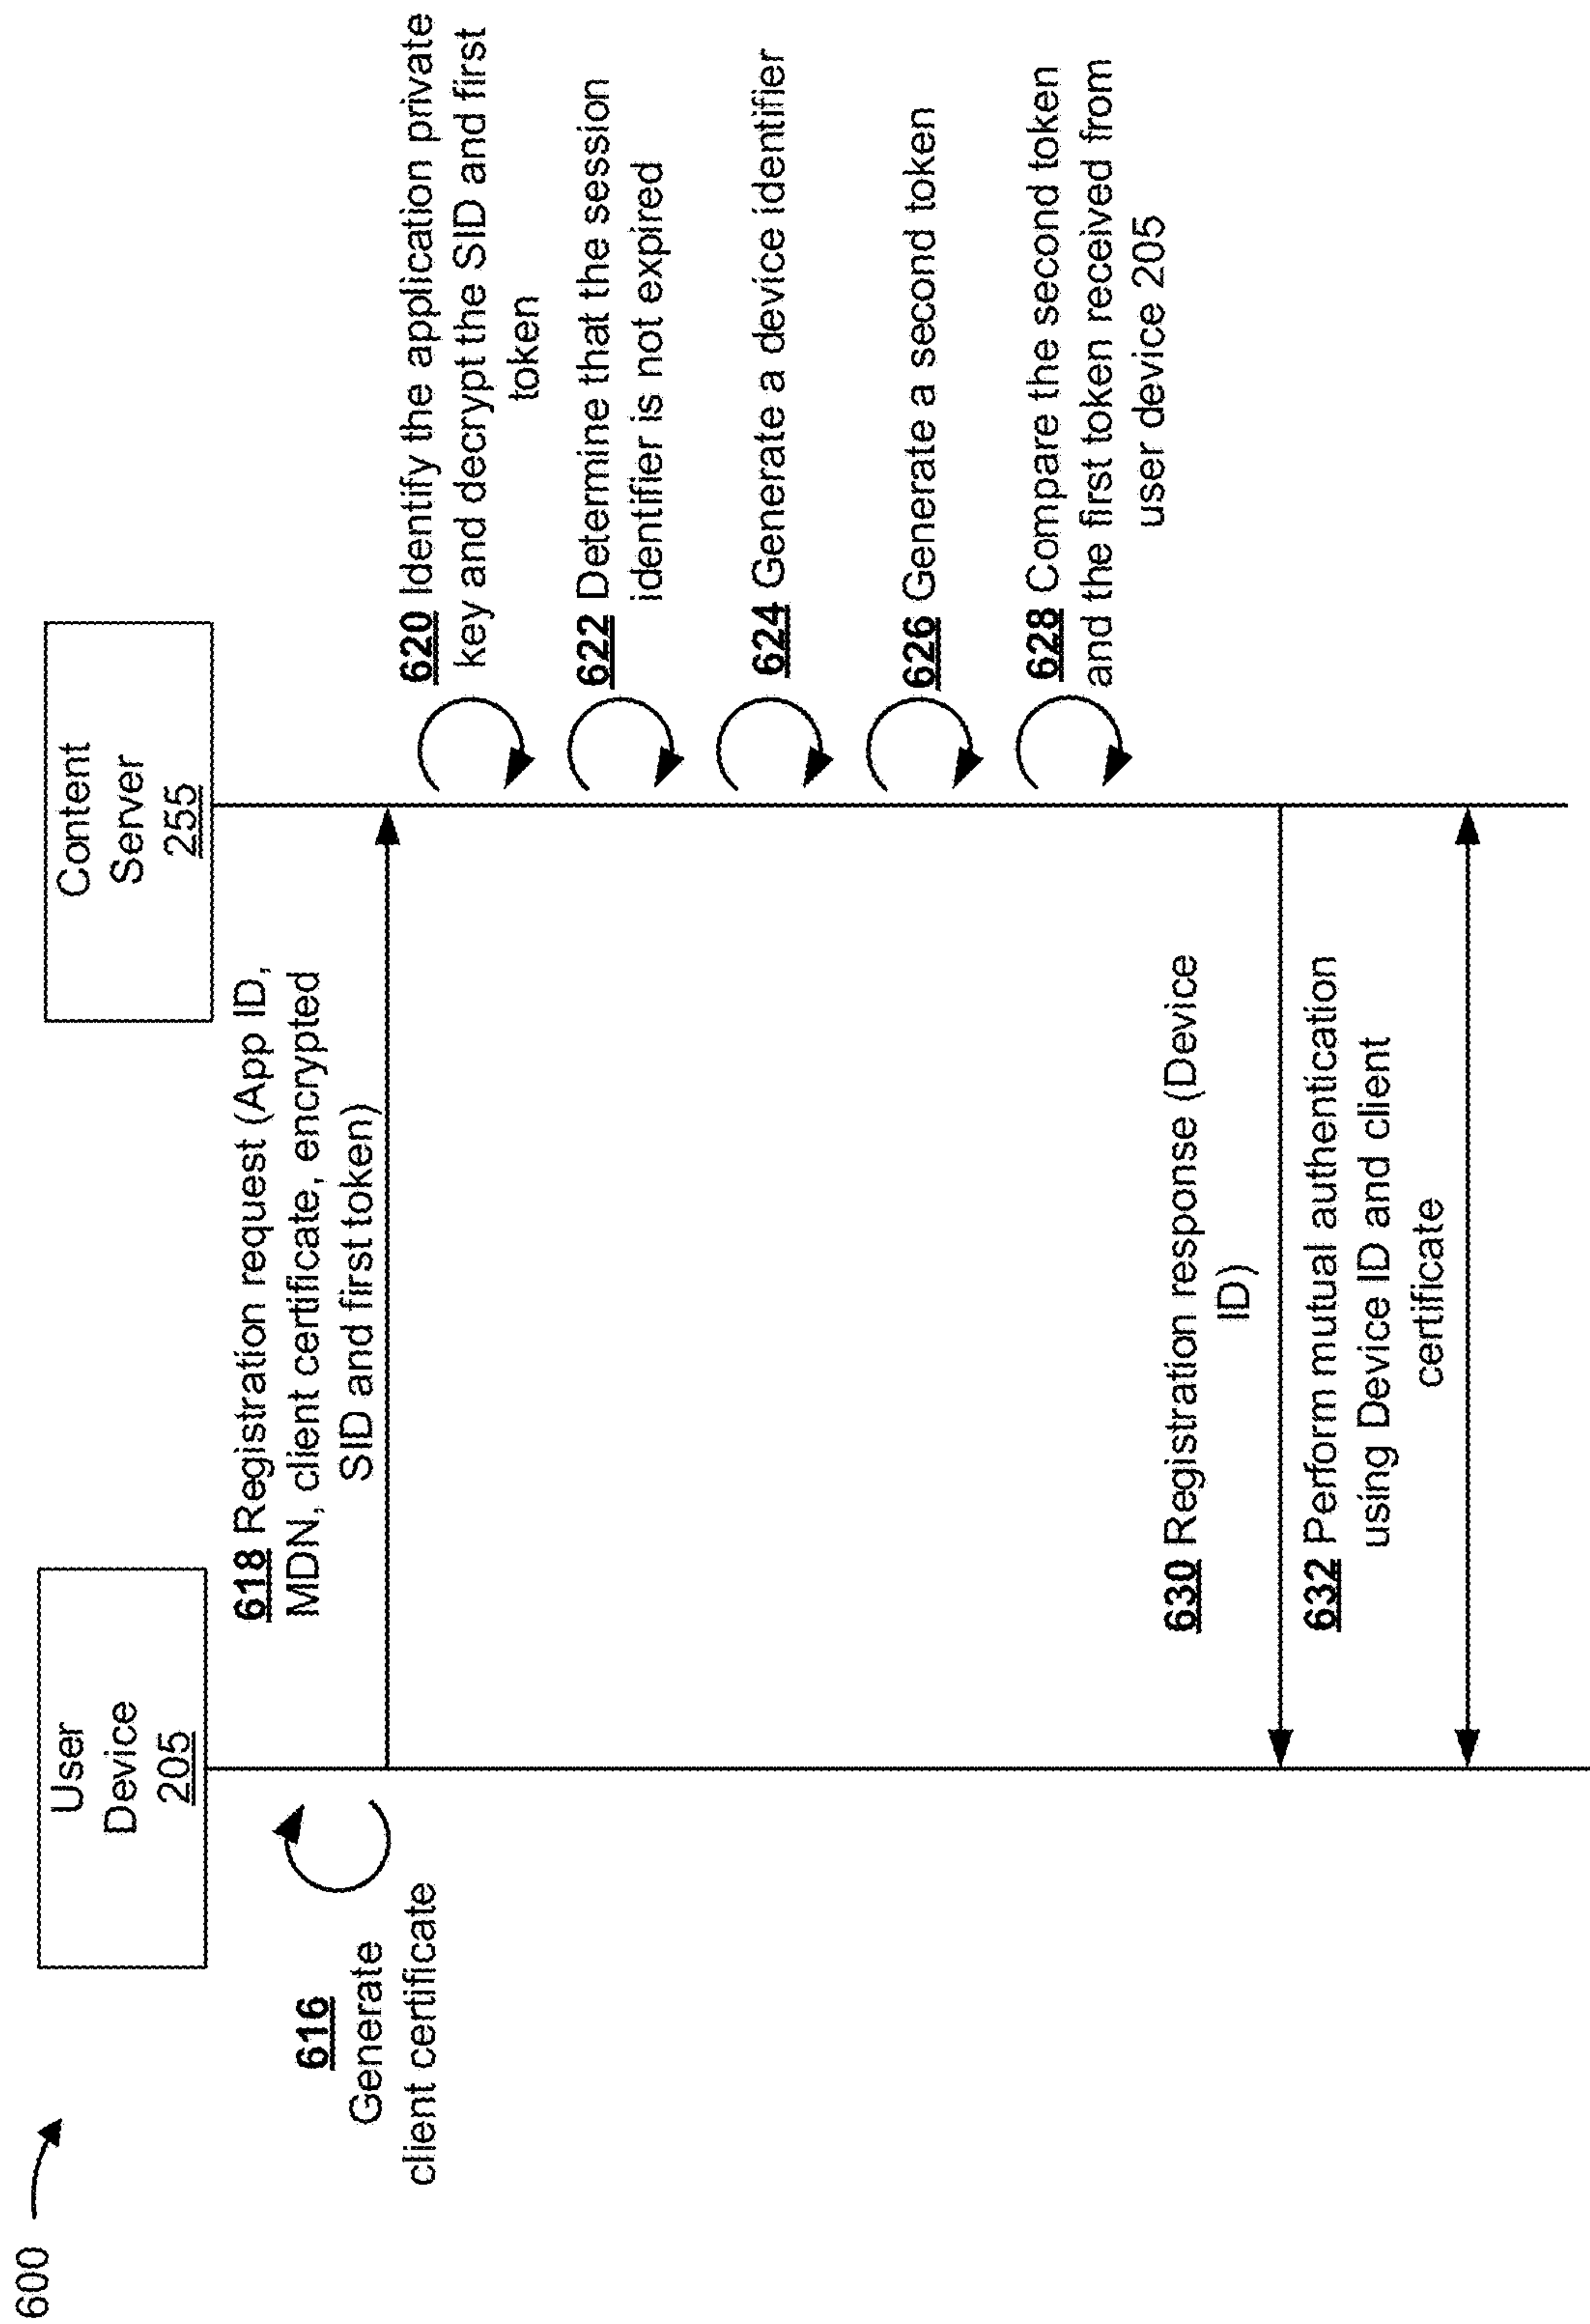 600
User
Device
205
Content
Server
255
616
Generate
client certificate
618 Registration request (App ID,
MDN, client certificate, encrypted
SID and first token)
620 Identify the application private
key and decrypt the SID and first
token
622 Determine that the session
identifier is not expired
624 Generate a device identifier
626 Generate a second token
628 Compare the second token
and the first token received from
user device 205
630 Registration response (Device
ID)
632 Perform mutual authentication
using Device ID and client
certificate